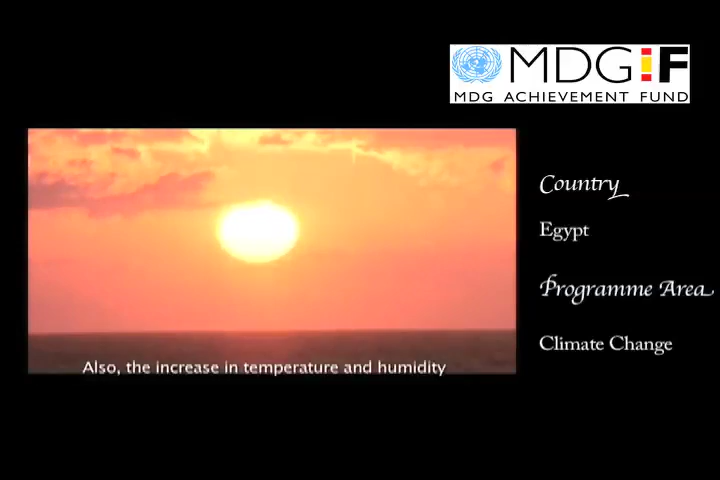 MDG:F
MDG ACHIEVEMENT FUND
Country
Egypt
Programme Area
Climate Change
Also, the increase in temperature and humidity